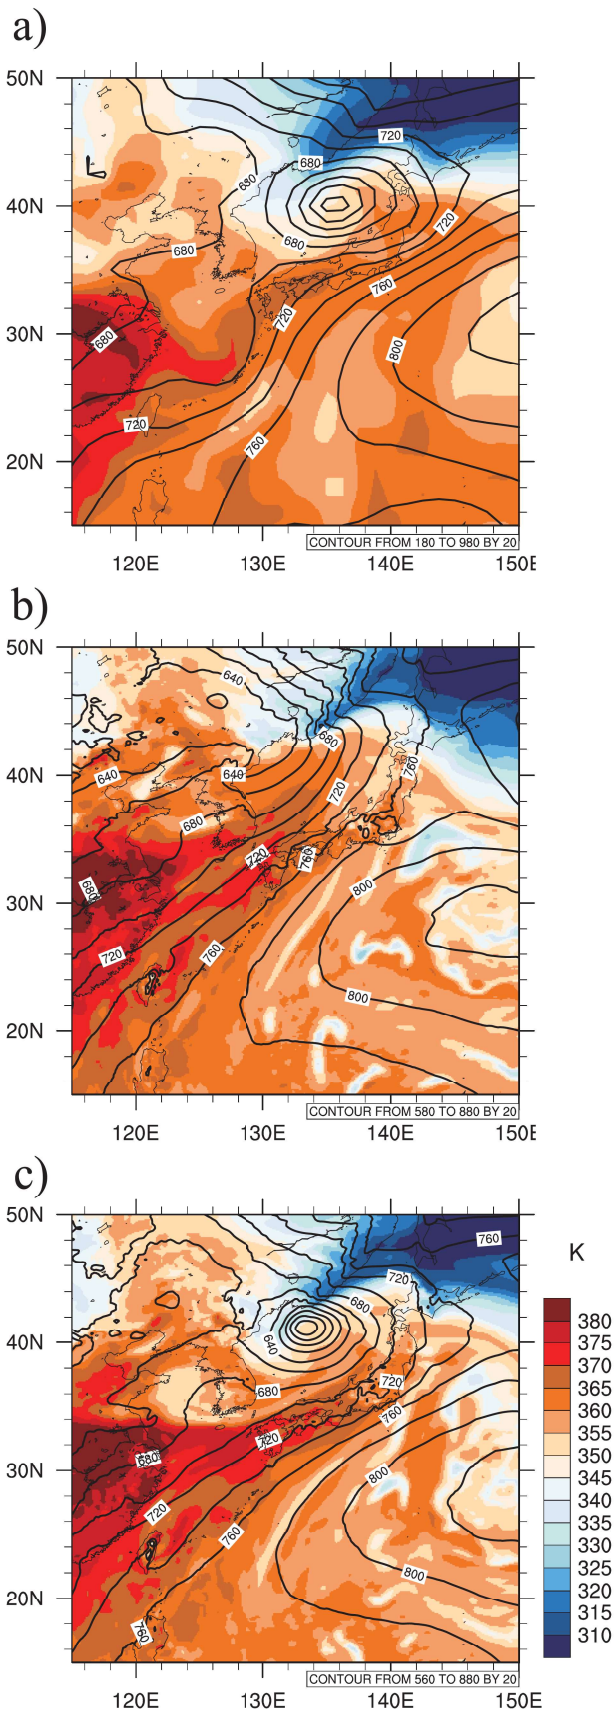 a)
50N
720
680
680
40N
720
680
680
760
720
30N
680
800
720
760
20N
CONTOUR FROM 180 TO 980 BY 20
120E 130E 140E 150E
b)
50N
640
680
760
40N
640
640
720
680
720
760
800
680
30N
720
760
800
20N
CONTOUR FROM 580 TO 880 BY 20
120E 130E 140E 150E
c)
50N
760
K
720
680
380
40N
640
375
680
720
370
760
365
720
360
680
800
355
30N
350
720
345
760
340
800
335
330
20N
325
760
320
315
310
CONTOUR FROM 560 TO 880 BY 20
120E 130E 140E 150E